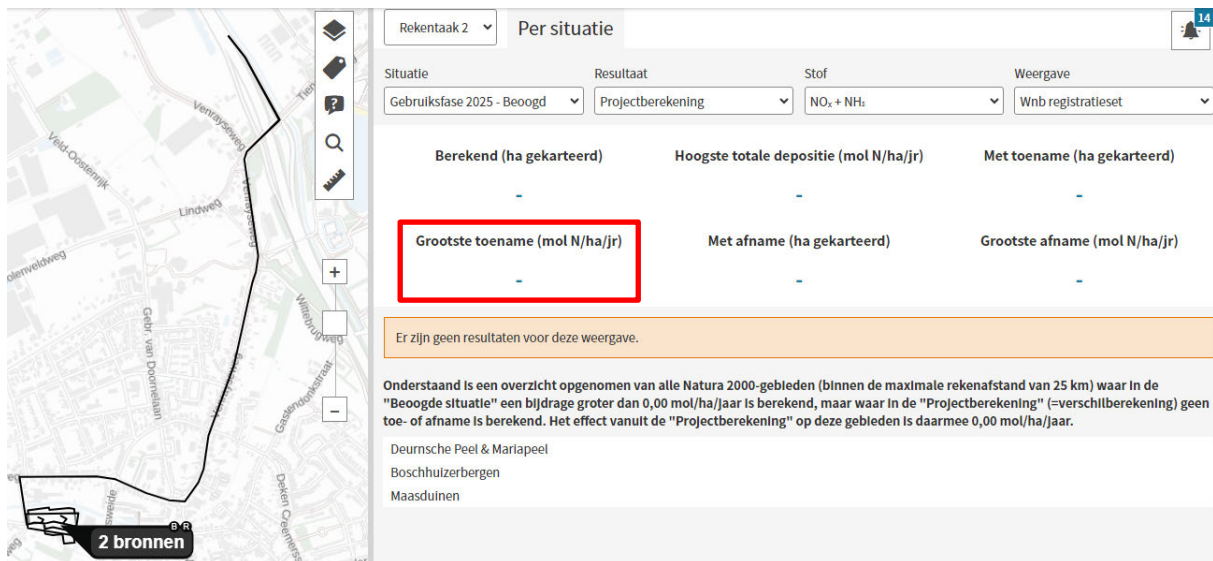 Rekentaak 2
Per situatie
14
Situatie
Resultaat
Stof
Weergave
Gebruiksfase 2025 - Beoogd
Projectberekening
NOₓ + NH₃
Wnb registratieset
Berekend (ha gekarteerd)
Hoogste totale depositie (mol N/ha/jr)
Met toename (ha gekarteerd)
-
-
-
Grootste toename (mol N/ha/jr)
Met afname (ha gekarteerd)
Grootste afname (mol N/ha/jr)
-
-
-
Er zijn geen resultaten voor deze weergave.
Onderstaand is een overzicht opgenomen van alle Natura 2000-gebieden (binnen de maximale rekenafstand van 25 km) waar in de
"Beoogde situatie" een bijdrage groter dan 0,00 mol/ha/jaar is berekend, maar waar in de "Projectberekening" (=verschilberekening) geen
toe- of afname is berekend. Het effect vanuit de "Projectberekening" op deze gebieden is daarmee 0,00 mol/ha/jaar.
Deurnsche Peel & Mariapeel
Boschhuizerbergen
Maasduinen
Venrayseweg
Veld-Oostenrijk
Lindweg
Venrayseweg
Wittebrugweg
Gebr. van Doornelaan
Venrayseweg
Gastendonkstraat
+
-
B R
2 bronnen